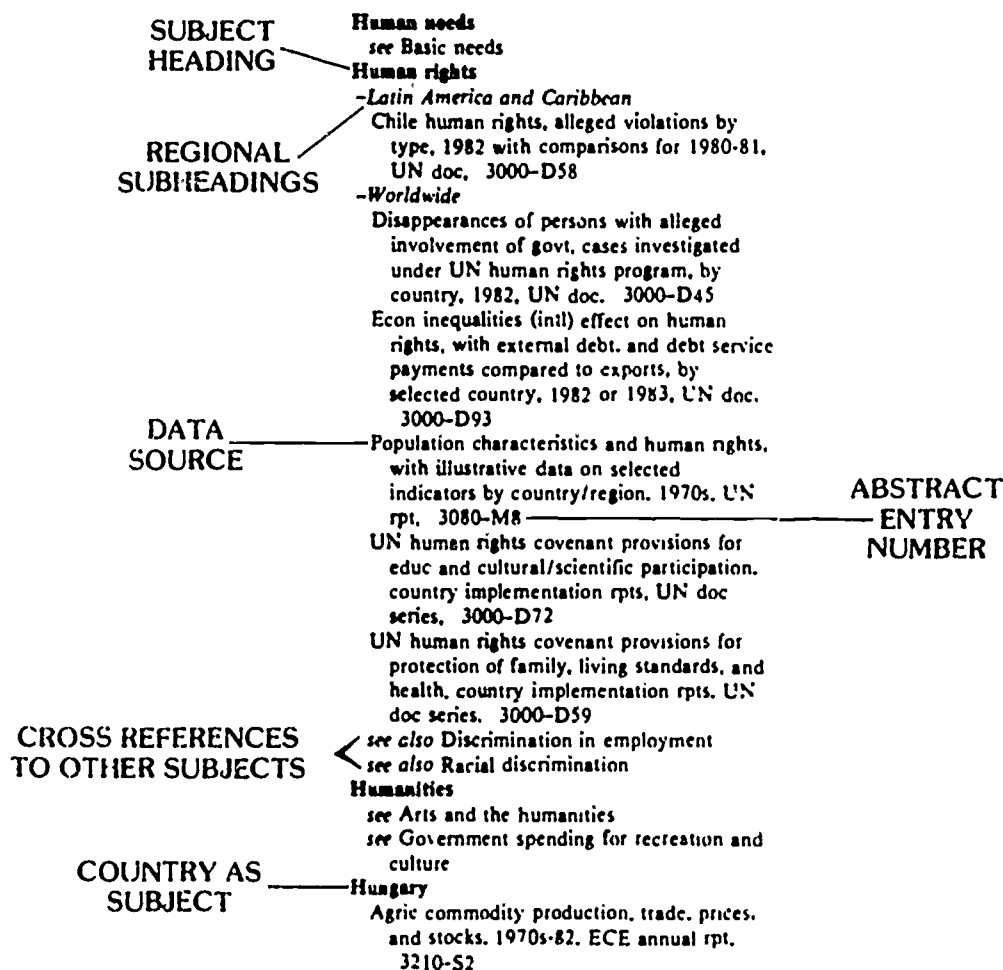 SUBJECT
HEADING
REGIONAL
SUBHEADINGS
DATA
SOURCE
CROSS REFERENCES
TO OTHER SUBJECTS
COUNTRY AS
SUBJECT
Human needs
see Basic needs
Human rights
-Latin America and Caribbean
Chile human rights, alleged violations by
type, 1982 with comparisons for 1980-81,
UN doc, 3000-D58
-Worldwide
Disappearances of persons with alleged
involvement of govt, cases investigated
under UN human rights program, by
country, 1982, UN doc. 3000-D45
Econ inequalities (intl) effect on human
rights, with external debt. and debt service
payments compared to exports, by
selected country, 1982 or 1983, UN doc.
3000-D93
Population characteristics and human rights,
with illustrative data on selected
indicators by country/region. 1970s. UN
rpt, 3080-M8
UN human rights covenant provisions for
educ and cultural/scientific participation.
country implementation rpts, UN doc
series, 3000-D72
UN human rights covenant provisions for
protection of family, living standards, and
health, country implementation rpts. UN
doc series. 3000-D59
see also Discrimination in employment
see also Racial discrimination
Humanities
see Arts and the humanities
see Government spending for recreation and
culture
Hungary
Agric commodity production, trade, prices,
and stocks. 1970s-82. ECE annual rpt.
3210-S2
ABSTRACT
ENTRY
NUMBER